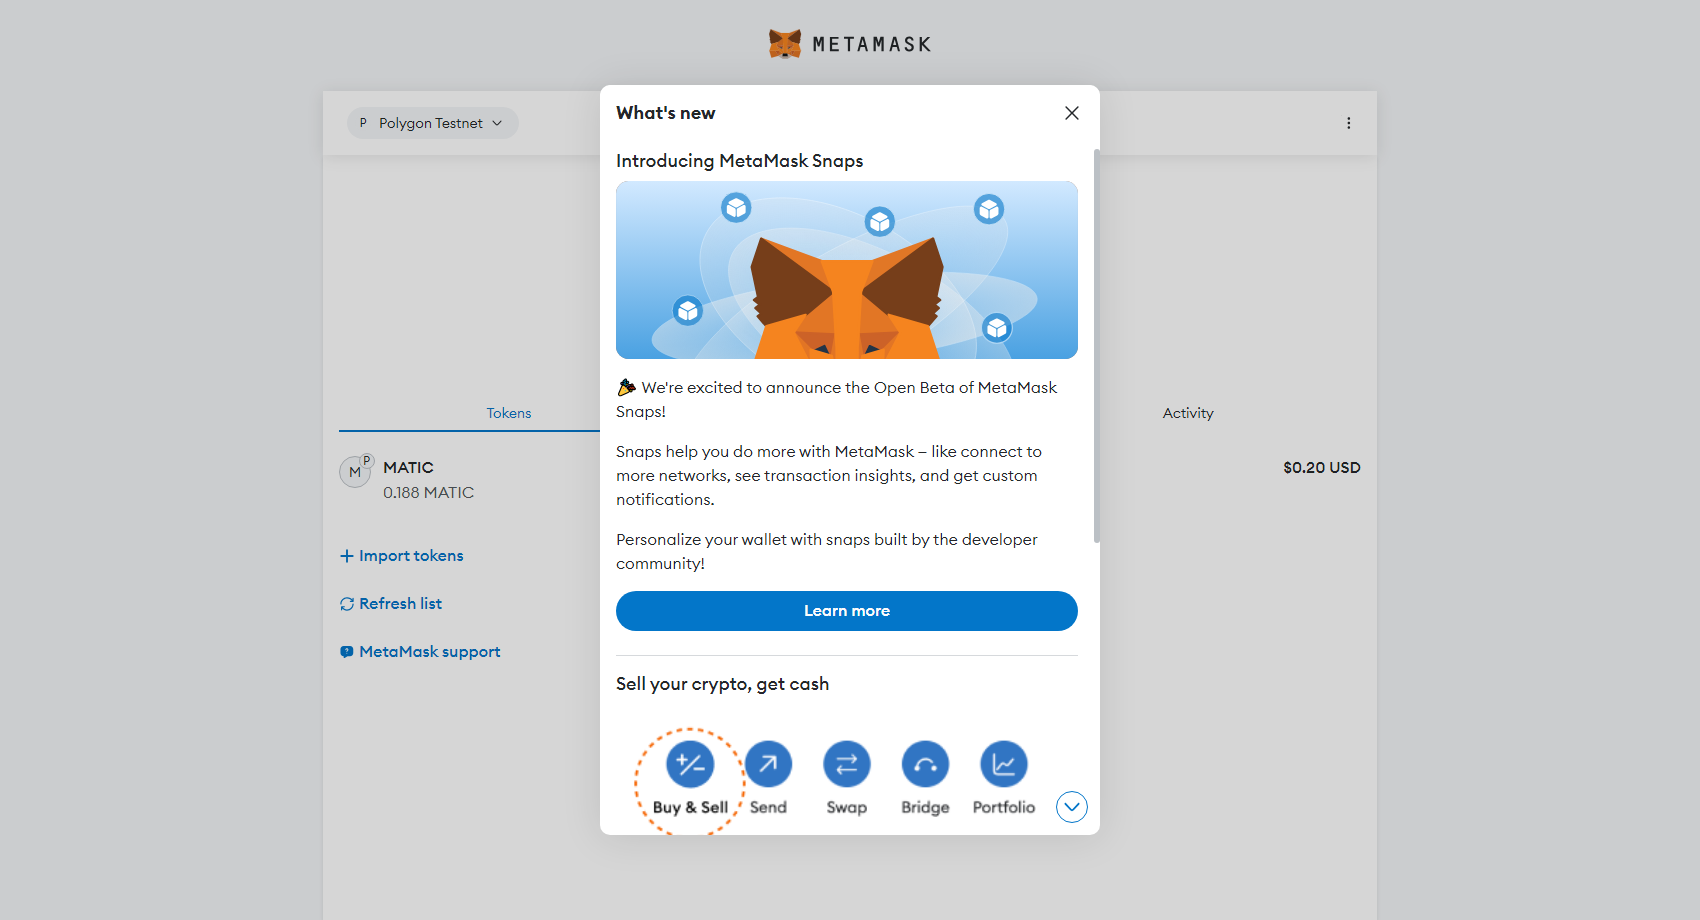 METAMASK
P Polygon Testnet
What's new
Introducing MetaMask Snaps
We're excited to announce the Open Beta of MetaMask
Snaps!
Snaps help you do more with MetaMask – like connect to
more networks, see transaction insights, and get custom
notifications.
Personalize your wallet with snaps built by the developer
community!
Learn more
Sell your crypto, get cash
Buy & Sell Send Swap Bridge Portfolio
Tokens
Activity
M P MATIC
0.188 MATIC
$0.20 USD
Import tokens
Refresh list
MetaMask support